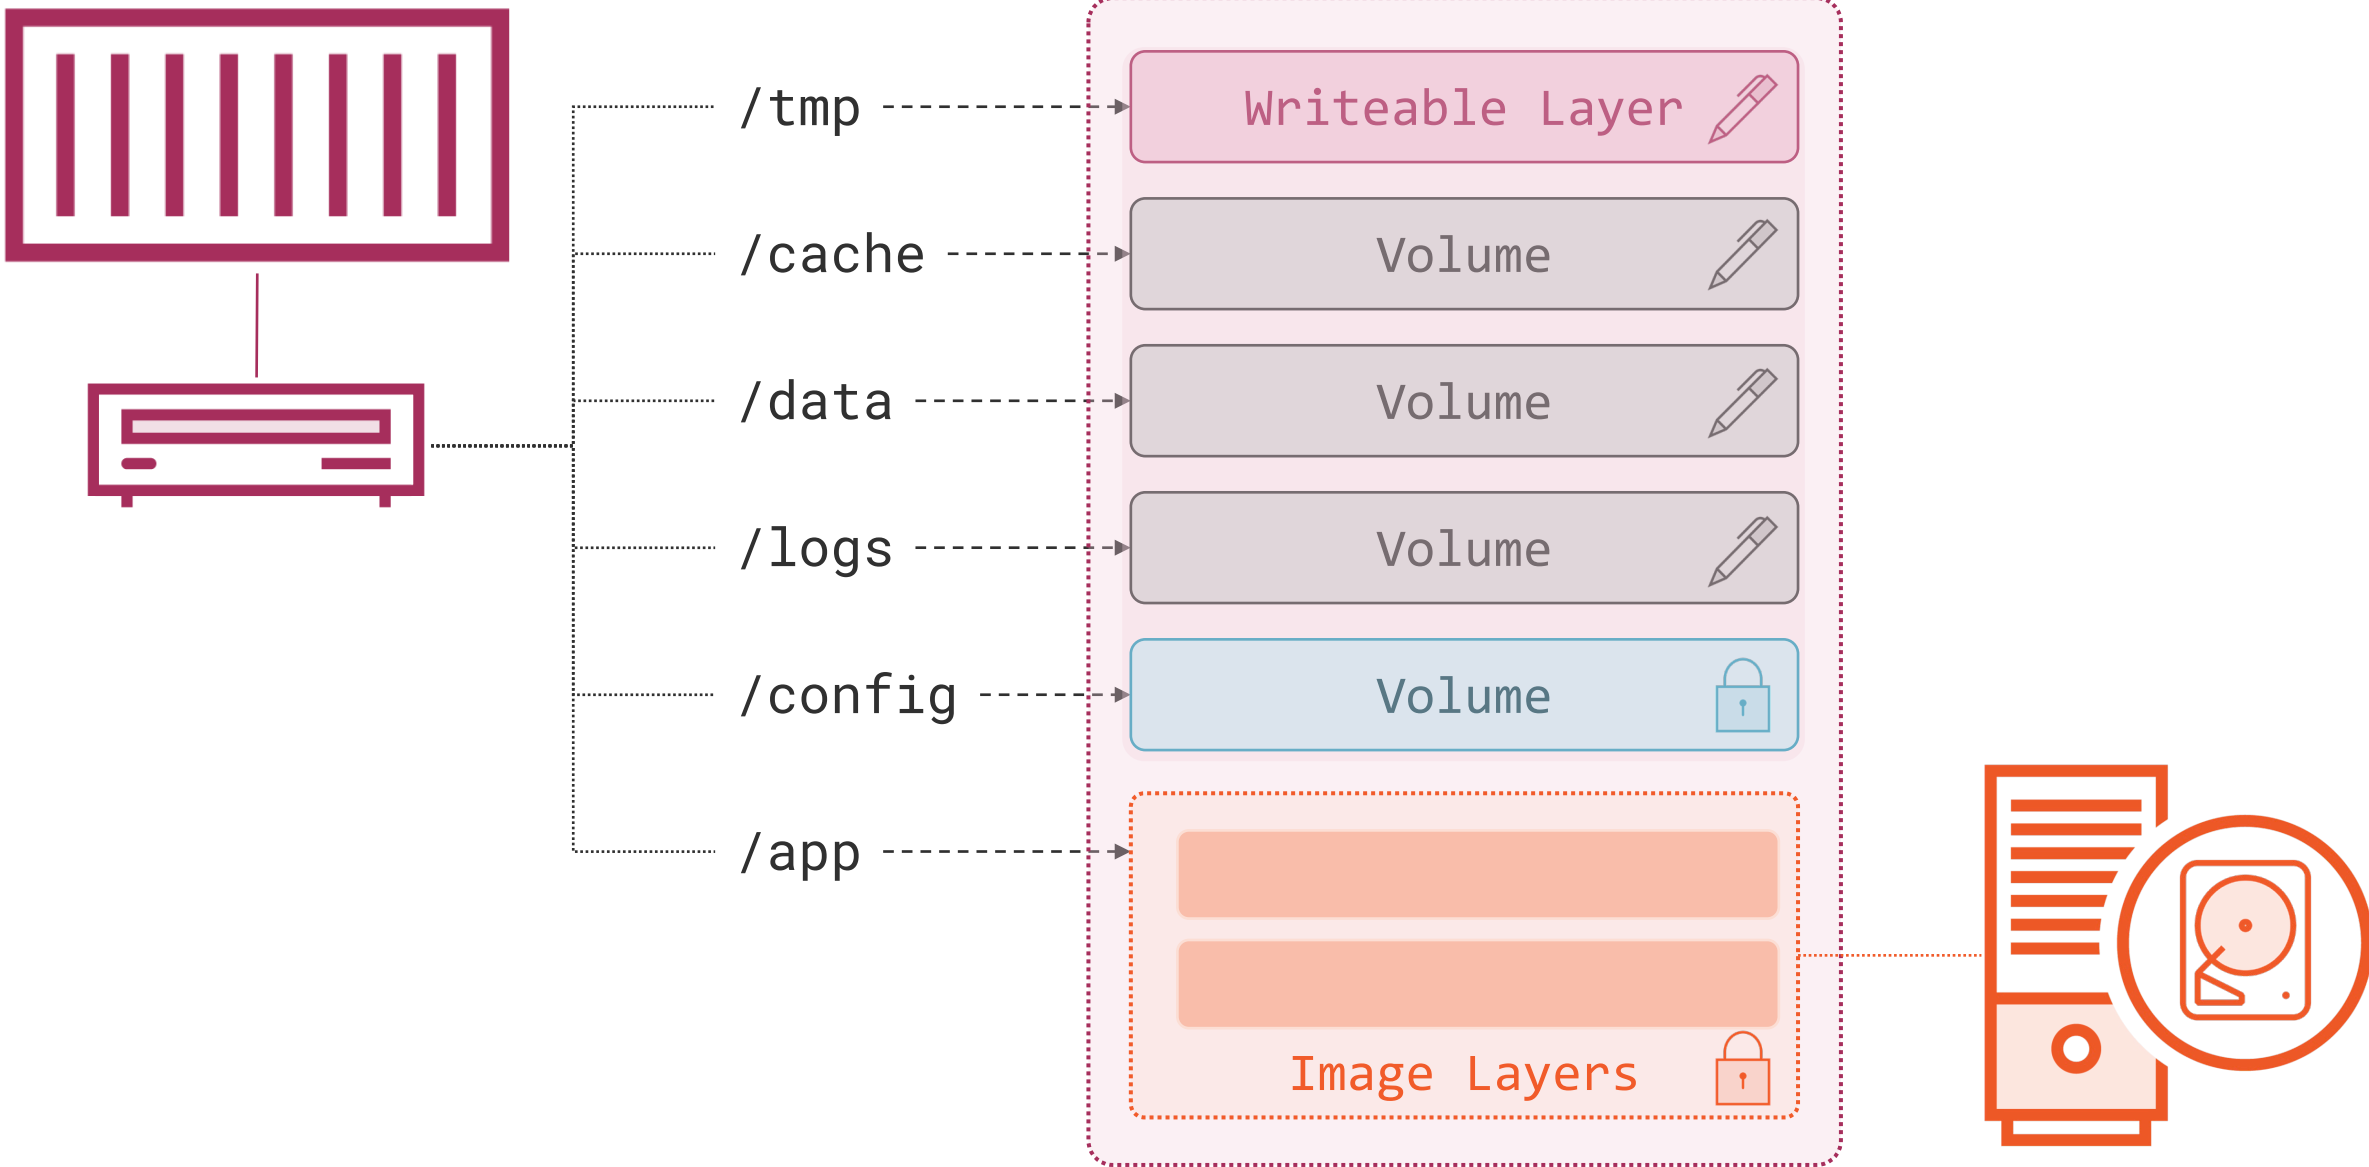 /tmp
Writeable Layer
/cache
Volume
/data
Volume
/logs
Volume
/config
Volume
/app
Image Layers